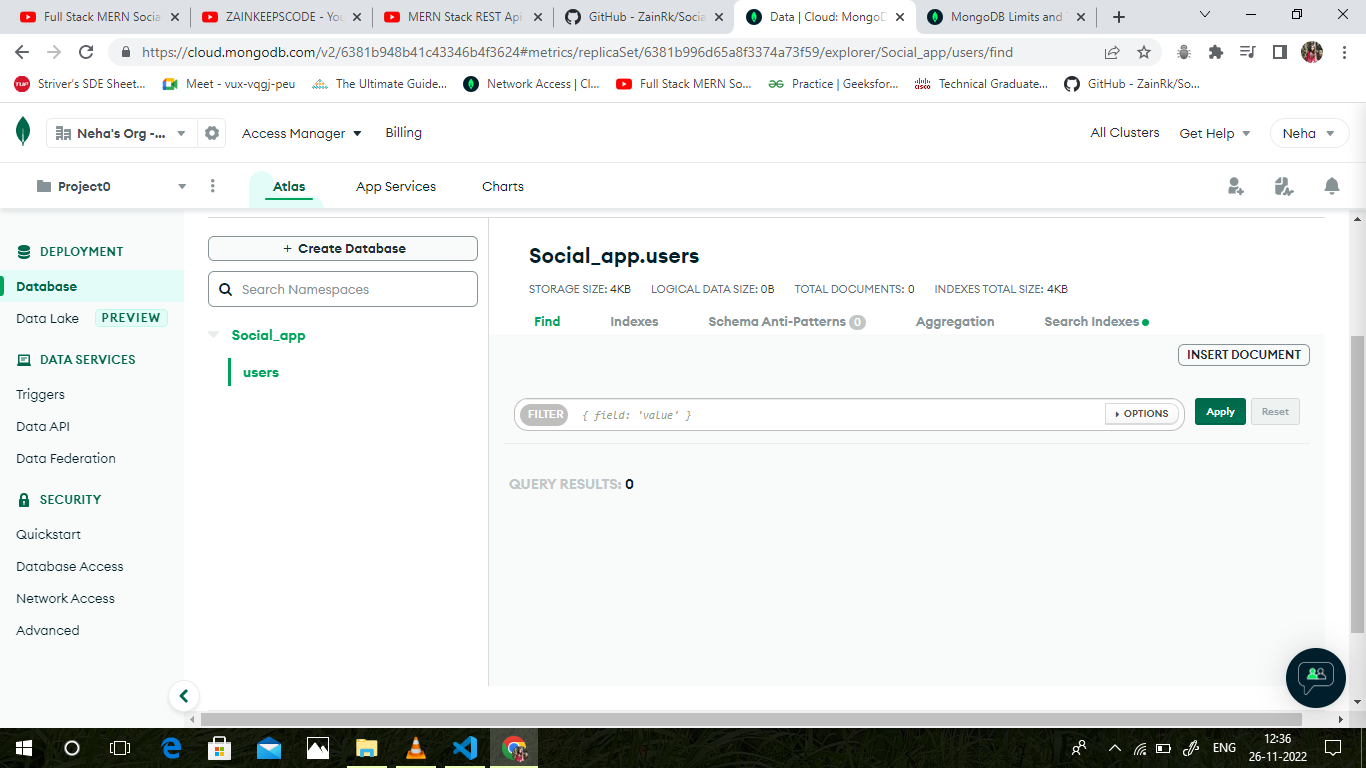 Full Stack MERN Socia
ZAINKEEPSCODE - You
MERN Stack REST Api
GitHub - ZainRk/Socia
Data | Cloud: MongoD
MongoDB Limits and
https://cloud.mongodb.com/v2/6381b948b41c43346b4f3624#metrics/replicaSet/6381b996d65a8f3374a73f59/explorer/Social_app/users/find
Striver's SDE Sheet...
Meet - vux-vqgj-peu
The Ultimate Guide...
Network Access | Cl...
Full Stack MERN So...
Practice | Geeksfor...
Technical Graduate...
GitHub - ZainRk/So...
Neha's Org -...
Access Manager
Billing
All Clusters
Get Help
Neha
Project0
Atlas
App Services
Charts
DEPLOYMENT
Database
Data Lake PREVIEW
DATA SERVICES
Triggers
Data API
Data Federation
SECURITY
Quickstart
Database Access
Network Access
Advanced
+ Create Database
Search Namespaces
Social_app
users
Social_app.users
STORAGE SIZE: 4KB LOGICAL DATA SIZE: 0B TOTAL DOCUMENTS: 0 INDEXES TOTAL SIZE: 4KB
Find Indexes Schema Anti-Patterns 0 Aggregation Search Indexes
INSERT DOCUMENT
FILTER { field: 'value' } OPTIONS Apply Reset
QUERY RESULTS: 0
ENG
12:36
26-11-2022